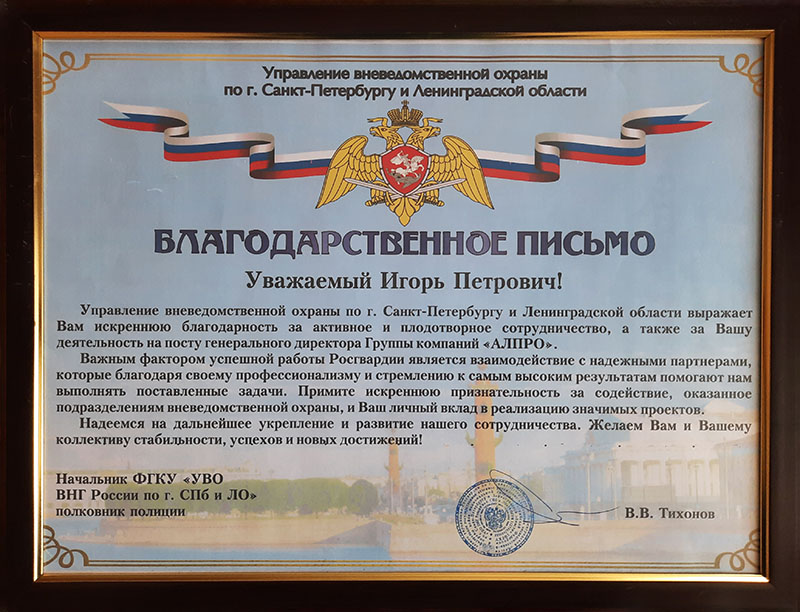 Управление вневедомственной охраны
по г. Санкт-Петербургу и Ленинградской области
БЛАГОДАРСТВЕННОЕ ПИСЬМО
Уважаемый Игорь Петрович!
Управление вневедомственной охраны по г. Санкт-Петербургу и Ленинградской области выражает
Вам искреннюю благодарность за активное и плодотворное сотрудничество, а также за Вашу
деятельность на посту генерального директора Группы компаний «АЛПРО».
Важным фактором успешной работы Росгвардии является взаимодействие с надежными партнерами,
которые благодаря своему профессионализму и стремлению к самым высоким результатам помогают нам
выполнять поставленные задачи. Примите искреннюю признательность за содействие, оказанное
подразделениям вневедомственной охраны, и Ваш личный вклад в реализацию значимых проектов.
Надеемся на дальнейшее укрепление и развитие нашего сотрудничества. Желаем Вам и Вашему
коллективу стабильности, успехов и новых достижений!
Начальник ФГКУ «УВО
ВНГ России по г. СПб и ЛО»
полковник полиции
В.В. Тихонов